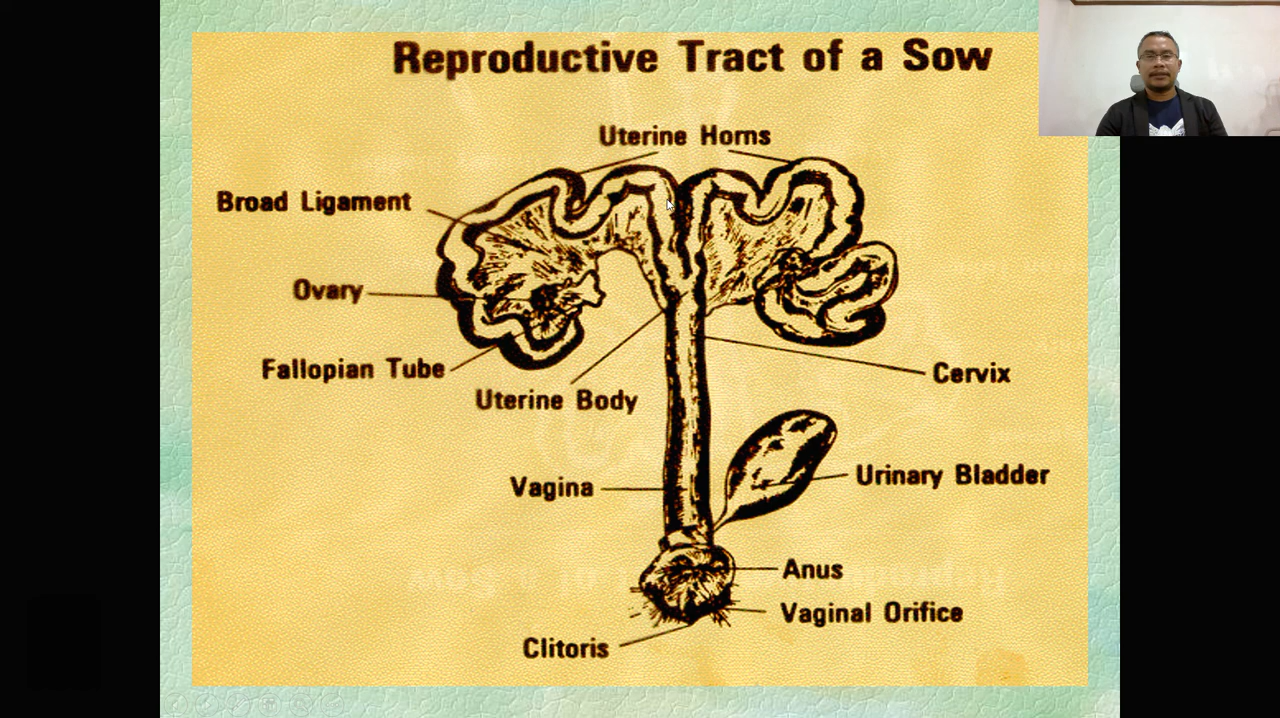 Reproductive Tract of a Sow
Uterine Horns
Broad Ligament
Ovary
Fallopian Tube
Uterine Body
Cervix
Vagina
Urinary Bladder
Anus
Vaginal Orifice
Clitoris